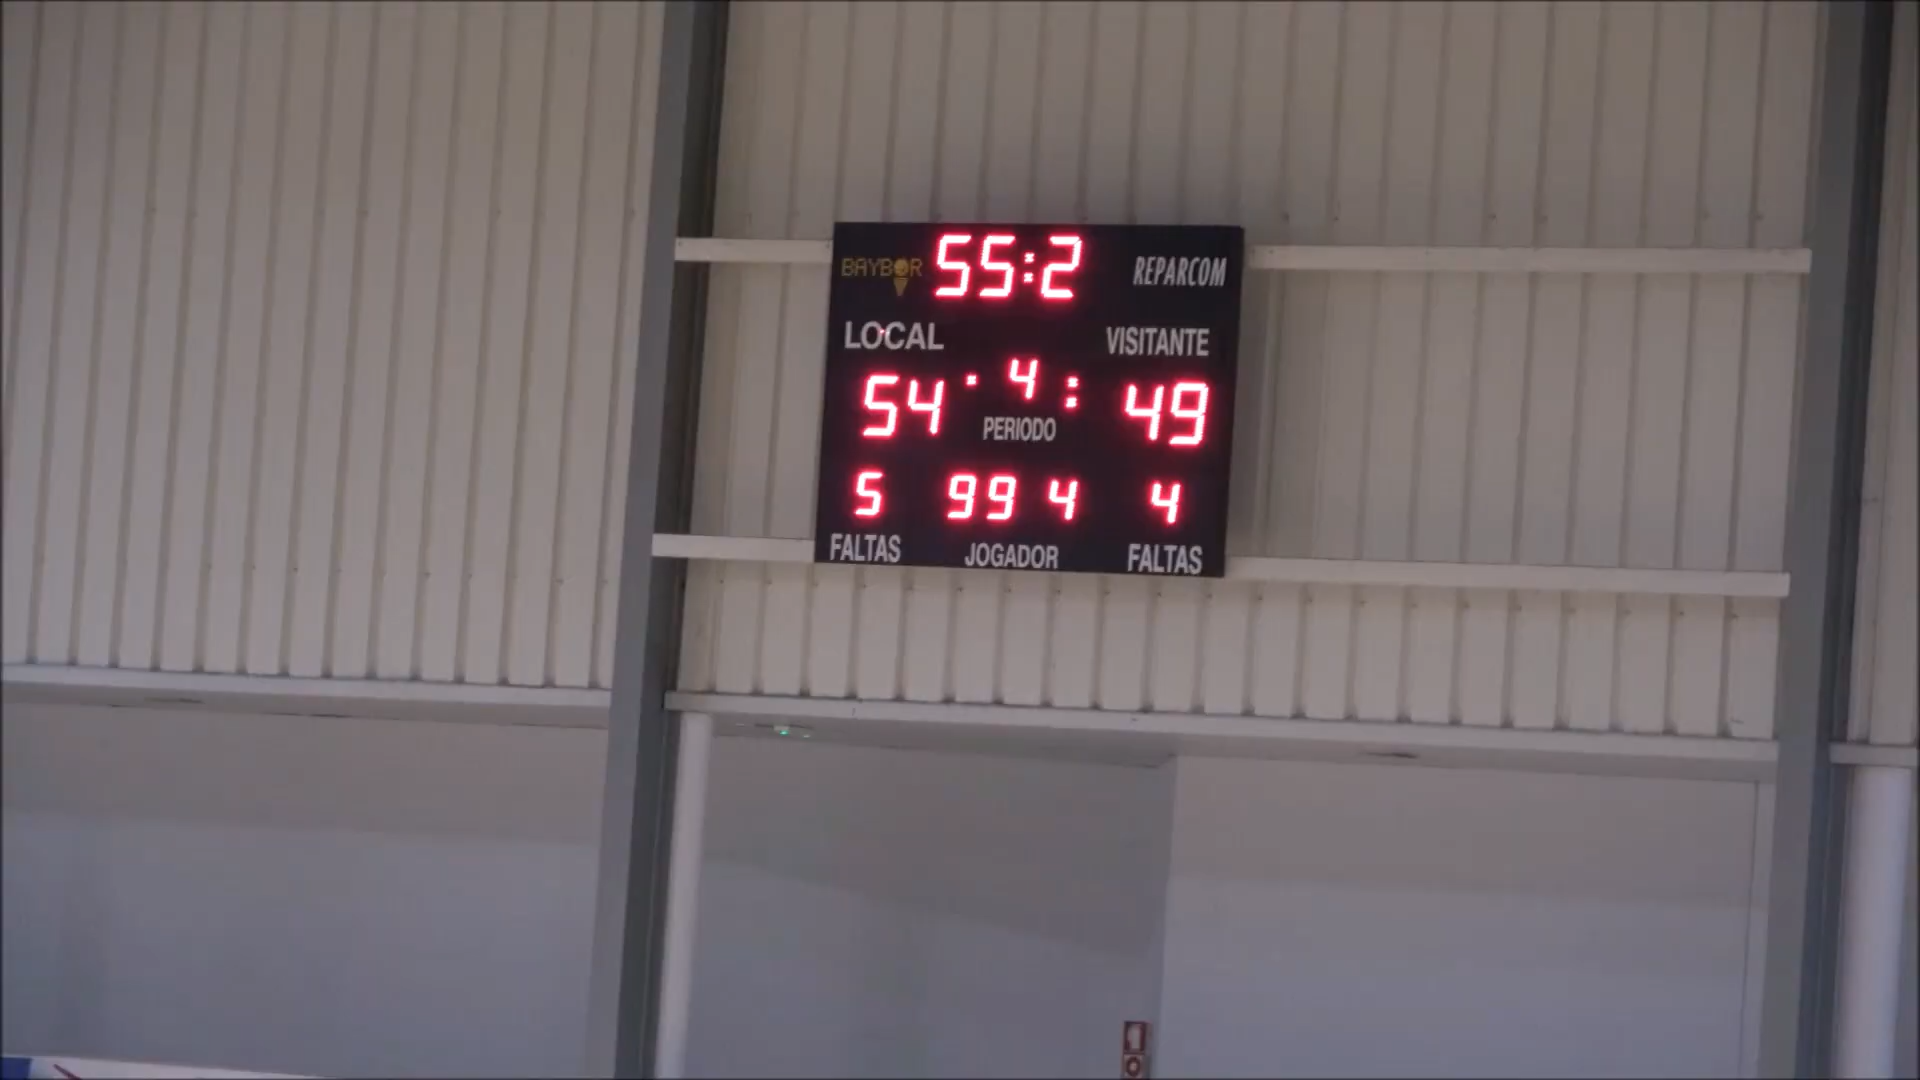 BAYBOR 55:2 REPARCOM
LOCAL VISITANTE
54 · 4 : 49
PERIODO
5 99 4 4
FALTAS JOGADOR FALTAS